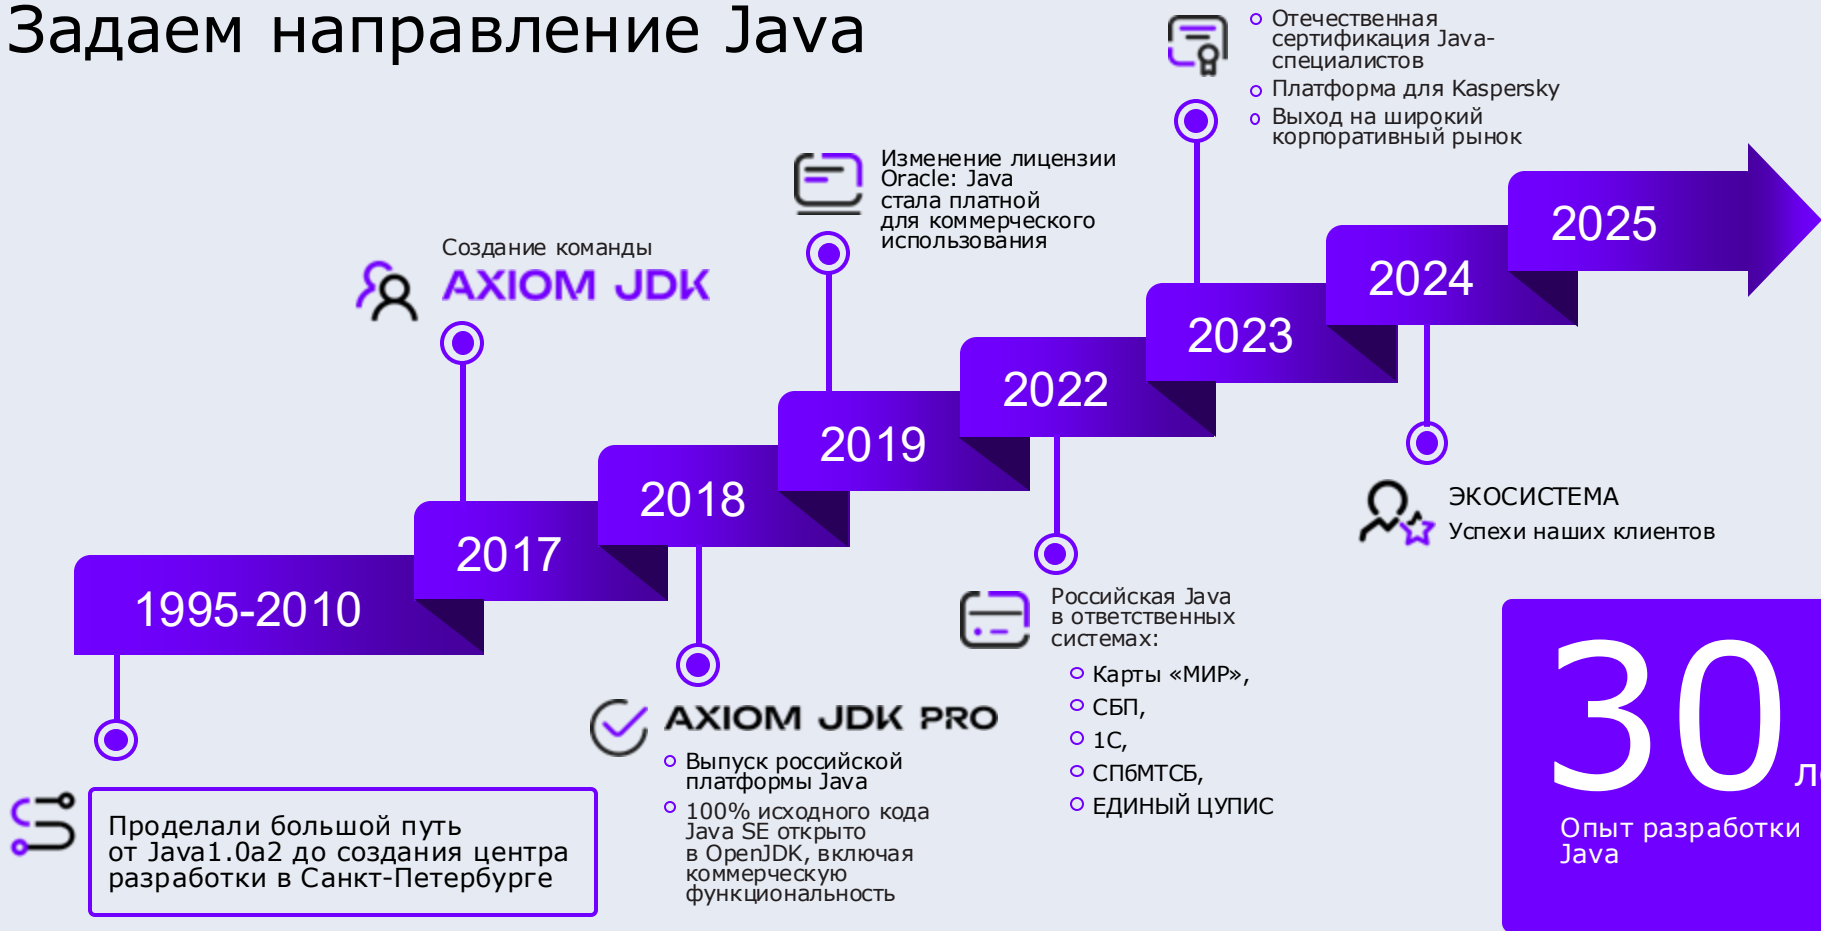 Задаем направление Java
Отечественная
сертификация Java-
специалистов
Платформа для Kaspersky
Выход на широкий
корпоративный рынок
Изменение лицензии
Oracle: Java
стала платной
для коммерческого
использования
Создание команды
AXIOM JDK
2025
2024
2023
2022
2019
2018
2017
1995-2010
ЭКОСИСТЕМА
Успехи наших клиентов
Российская Java
в ответственных
системах:
Карты «МИР»,
СБП,
1С,
СПбМТСБ,
ЕДИНЫЙ ЦУПИС
AXIOM JDK PRO
Выпуск российской
платформы Java
100% исходного кода
Java SE открыто
в OpenJDK, включая
коммерческую
функциональность
Проделали большой путь
от Java1.0a2 до создания центра
разработки в Санкт-Петербурге
30
Опыт разработки
Java